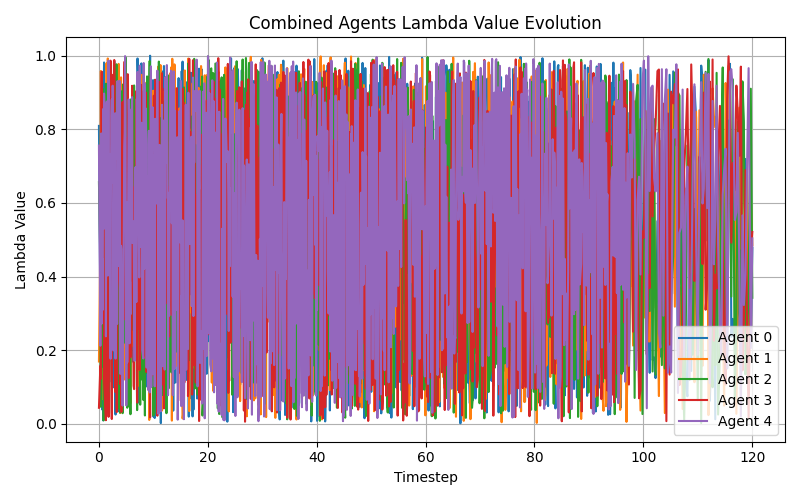 Combined Agents Lambda Value Evolution
1.0
0.8
0.6
0.4
0.2
0.0
Lambda Value
0 20 40 60 80 100 120
Timestep
Agent 0
Agent 1
Agent 2
Agent 3
Agent 4